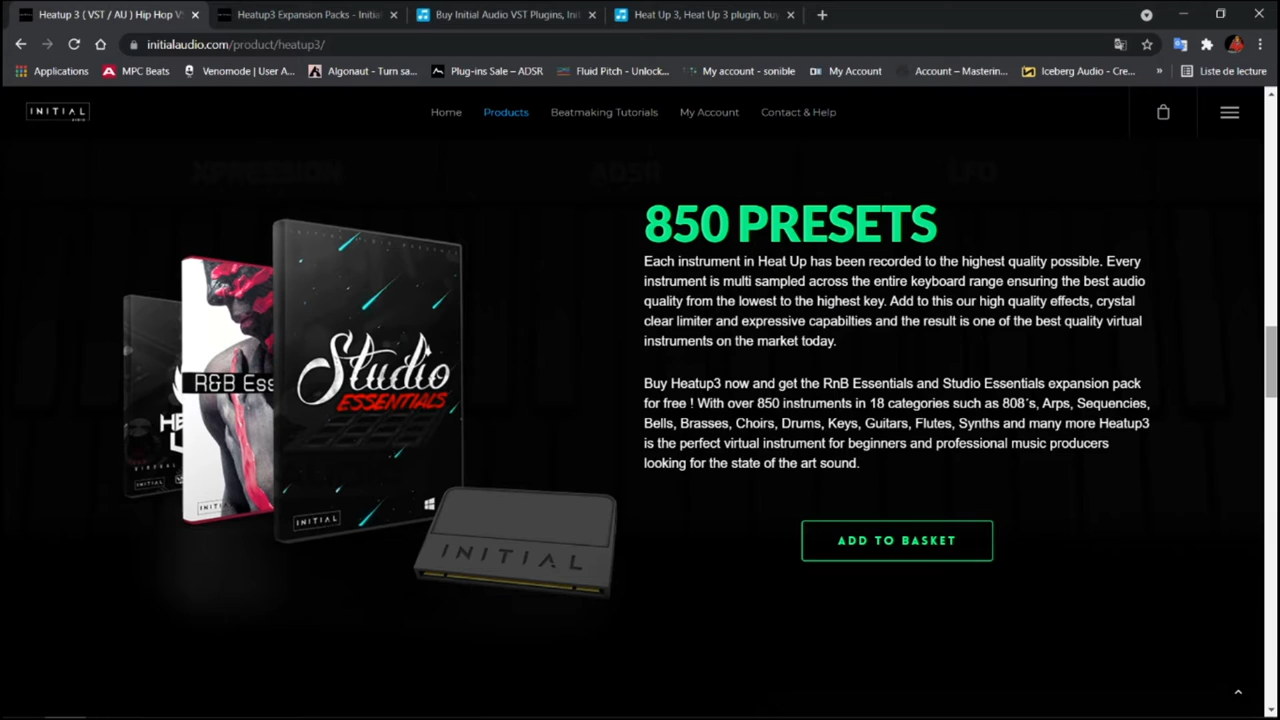 Heatup 3 ( VST / AU ) Hip Hop V
Heatup3 Expansion Packs - Initia
Buy Initial Audio VST Plugins, Ini
Heat Up 3, Heat Up 3 plugin, buy
initialaudio.com/product/heatup3/
Applications
MPC Beats
Venomode | User A...
Algonaut - Turn sa...
Plug-ins Sale – ADSR
Fluid Pitch - Unlock...
My account - sonible
My Account
Account – Masterin...
Iceberg Audio - Cre...
»
Liste de lecture
INITIAL
AUDIO
Home
Products
Beatmaking Tutorials
My Account
Contact & Help
XPRESSION
ADSR
LFO
850 PRESETS
Each instrument in Heat Up has been recorded to the highest quality possible. Every
instrument is multi sampled across the entire keyboard range ensuring the best audio
quality from the lowest to the highest key. Add to this our high quality effects, crystal
clear limiter and expressive capabilties and the result is one of the best quality virtual
instruments on the market today.
Buy Heatup3 now and get the RnB Essentials and Studio Essentials expansion pack
for free ! With over 850 instruments in 18 categories such as 808´s, Arps, Sequencies,
Bells, Brasses, Choirs, Drums, Keys, Guitars, Flutes, Synths and many more Heatup3
is the perfect virtual instrument for beginners and professional music producers
looking for the state of the art sound.
ADD TO BASKET
R&B Ess
Studio
ESSENTIALS
INITIAL
INITIAL
INITIAL
INITIAL